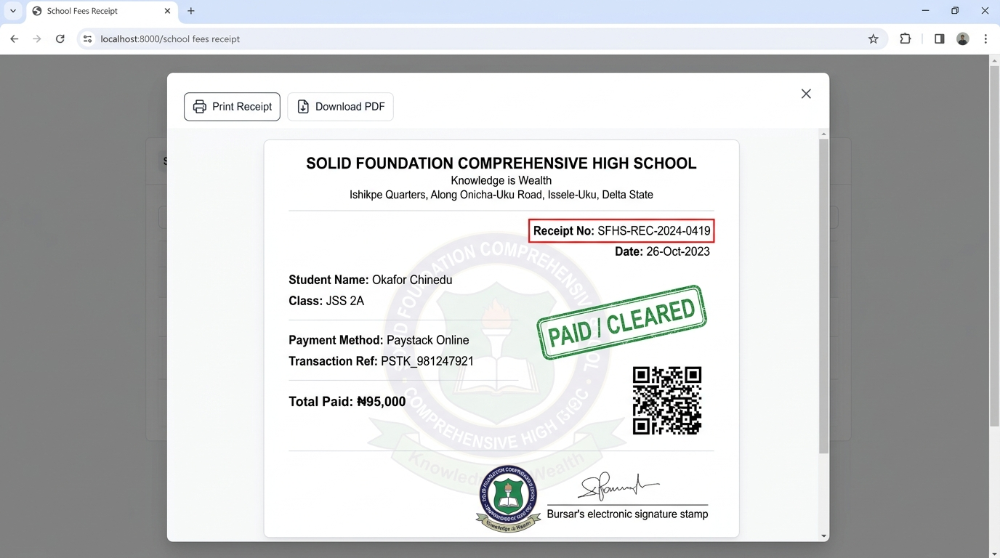 School Fees Receipt
localhost:8000/school fees receipt
Print Receipt
Download PDF
SOLID FOUNDATION COMPREHENSIVE HIGH SCHOOL
Knowledge is Wealth
Ishikpe Quarters, Along Onicha-Uku Road, Issele-Uku, Delta State
Receipt No: SFHS-REC-2024-0419
Date: 26-Oct-2023
Student Name: Okafor Chinedu
Class: JSS 2A
PAID / CLEARED
Payment Method: Paystack Online
Transaction Ref: PSTK_981247921
Total Paid: ₦95,000
Bursar's electronic signature stamp
Knowledge is Wealth